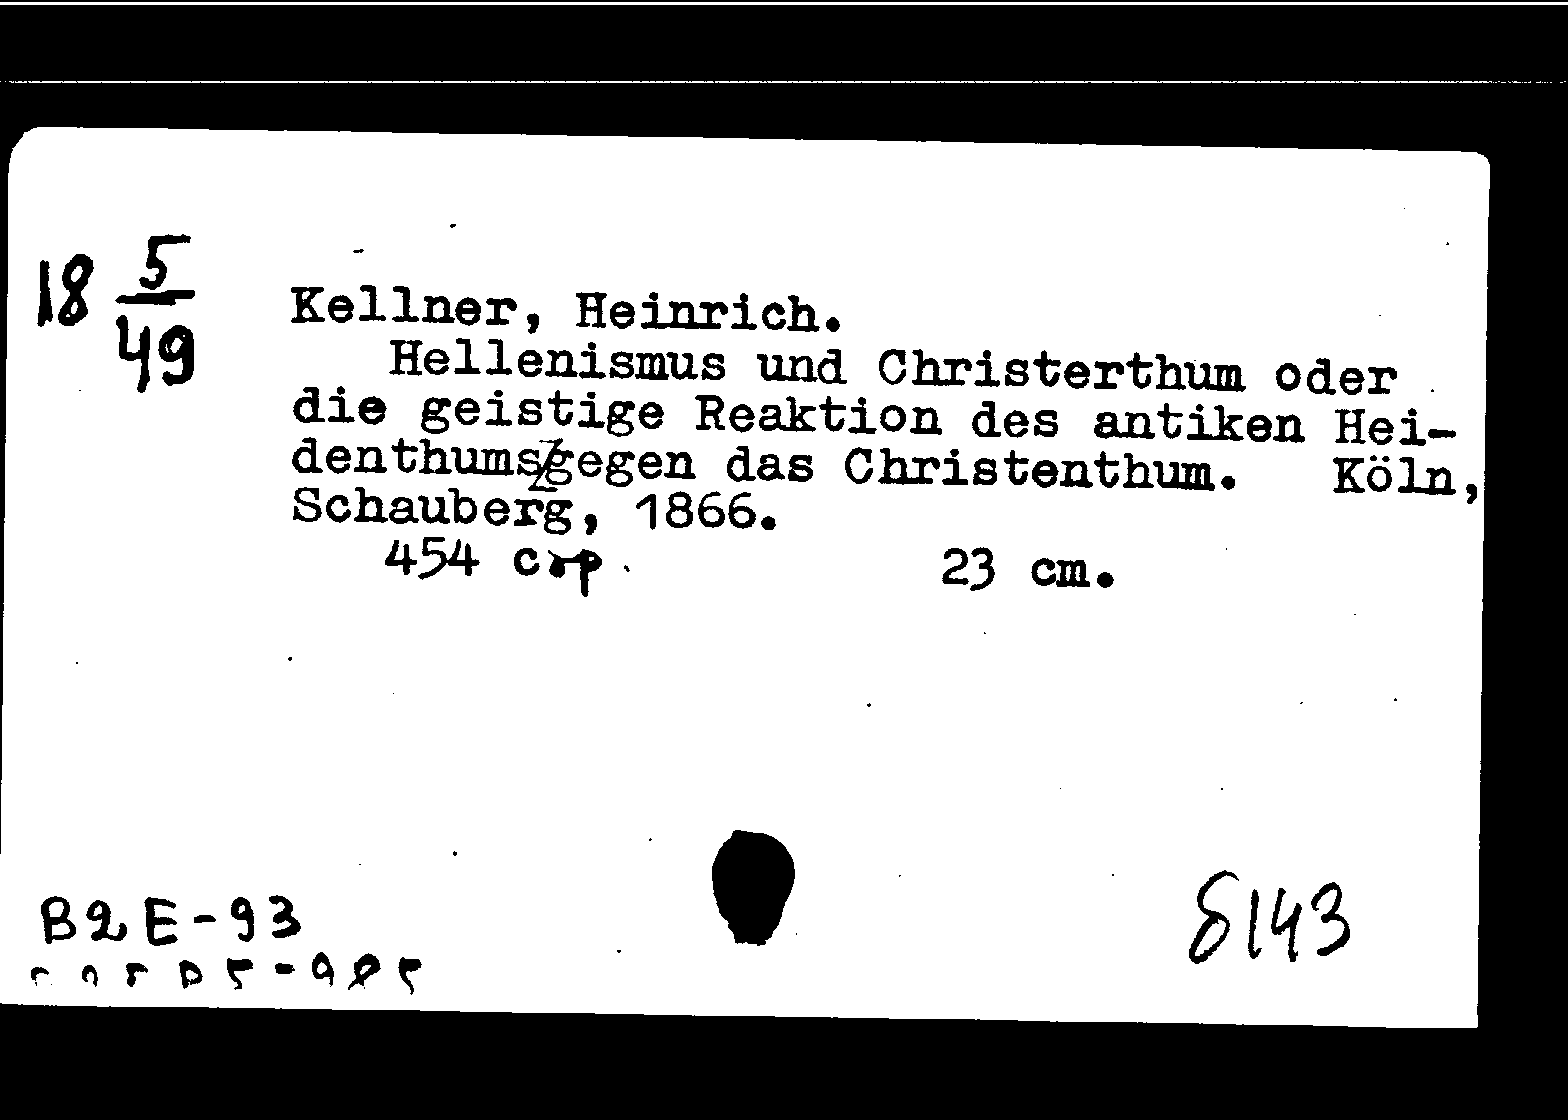 18 5/49
Kellner, Heinrich.
Hellenismus und Christerthum oder
die geistige Reaktion des antiken Hei-
denthums gegen das Christenthum. Köln,
Schauberg, 1866.
454 стр. 23 cm.
B2E-93
8143